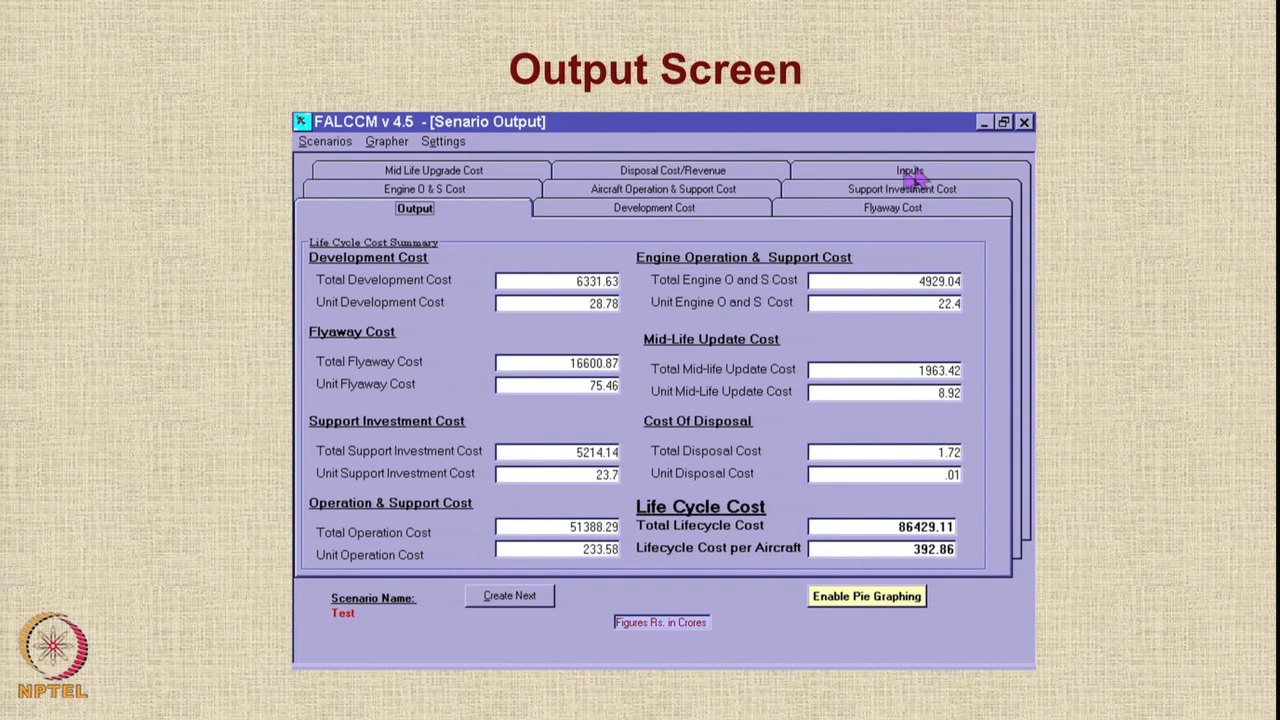 Output Screen
FALCCM v 4.5 - [Senario Output]
Scenarios Grapher Settings
Mid Life Upgrade Cost Disposal Cost/Revenue Inputs
Engine O & S Cost Aircraft Operation & Support Cost Support Investment Cost
Output Development Cost Flyaway Cost
Life Cycle Cost Summary
Development Cost
Total Development Cost 6331.63
Unit Development Cost 28.78
Flyaway Cost
Total Flyaway Cost 16600.87
Unit Flyaway Cost 75.46
Support Investment Cost
Total Support Investment Cost 5214.14
Unit Support Investment Cost 23.7
Operation & Support Cost
Total Operation Cost 51388.29
Unit Operation Cost 233.58
Engine Operation & Support Cost
Total Engine O and S Cost 4929.04
Unit Engine O and S Cost 22.4
Mid-Life Update Cost
Total Mid-life Update Cost 1963.42
Unit Mid-Life Update Cost 8.92
Cost Of Disposal
Total Disposal Cost 1.72
Unit Disposal Cost .01
Life Cycle Cost
Total Lifecycle Cost 86429.11
Lifecycle Cost per Aircraft 392.86
Scenario Name:
Test
Create Next
Enable Pie Graphing
Figures Rs. in Crores
NPTEL